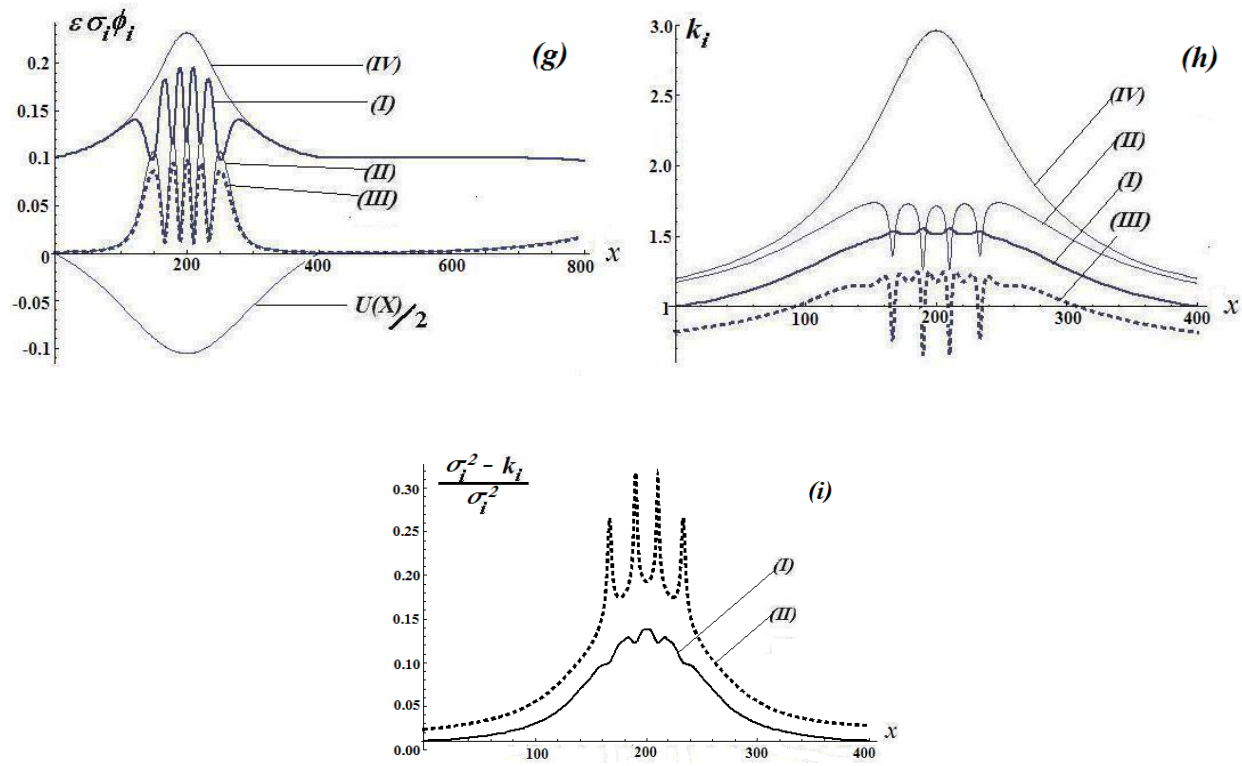 ε σᵢϕᵢ
(g)
0.2
0.15
0.1
0.05
0
-0.05
-0.1
200
400
600
800
x
(IV)
(I)
(II)
(III)
U(X)/2
kᵢ
(h)
3.0
2.5
2.0
1.5
1
100
200
300
400
x
(IV)
(II)
(I)
(III)
σᵢ² - kᵢ
σᵢ²
(i)
0.30
0.25
0.20
0.15
0.10
0.05
0.00
100
200
300
400
x
(I)
(II)